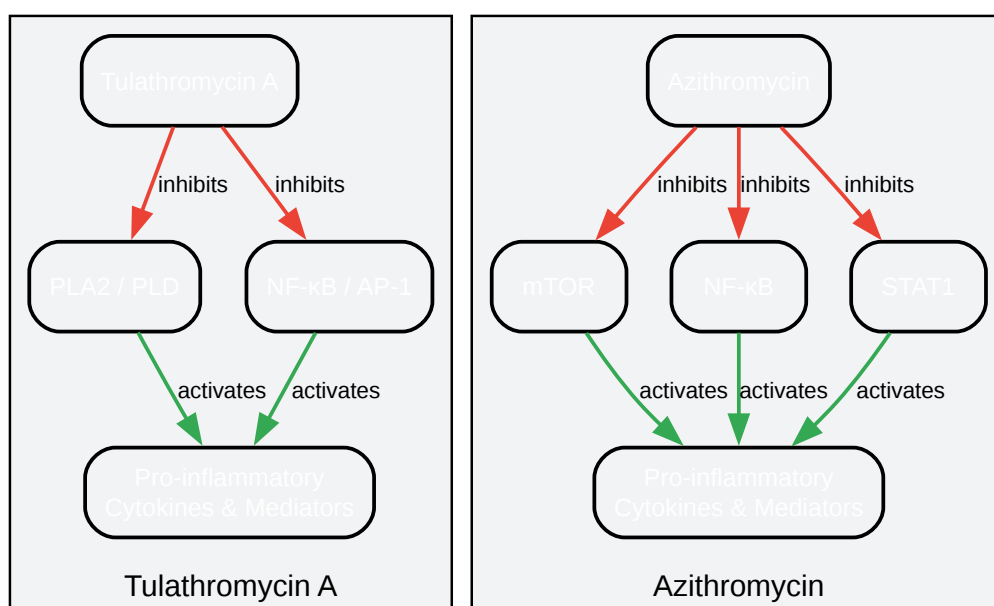 Tulathromycin A
inhibits
inhibits
PLA2 / PLD
NF-κB / AP-1
activates
activates
Pro-inflammatory
Cytokines & Mediators
Tulathromycin A
Azithromycin
inhibits
inhibits
inhibits
mTOR
NF-κB
STAT1
activates
activates
activates
Pro-inflammatory
Cytokines & Mediators
Azithromycin